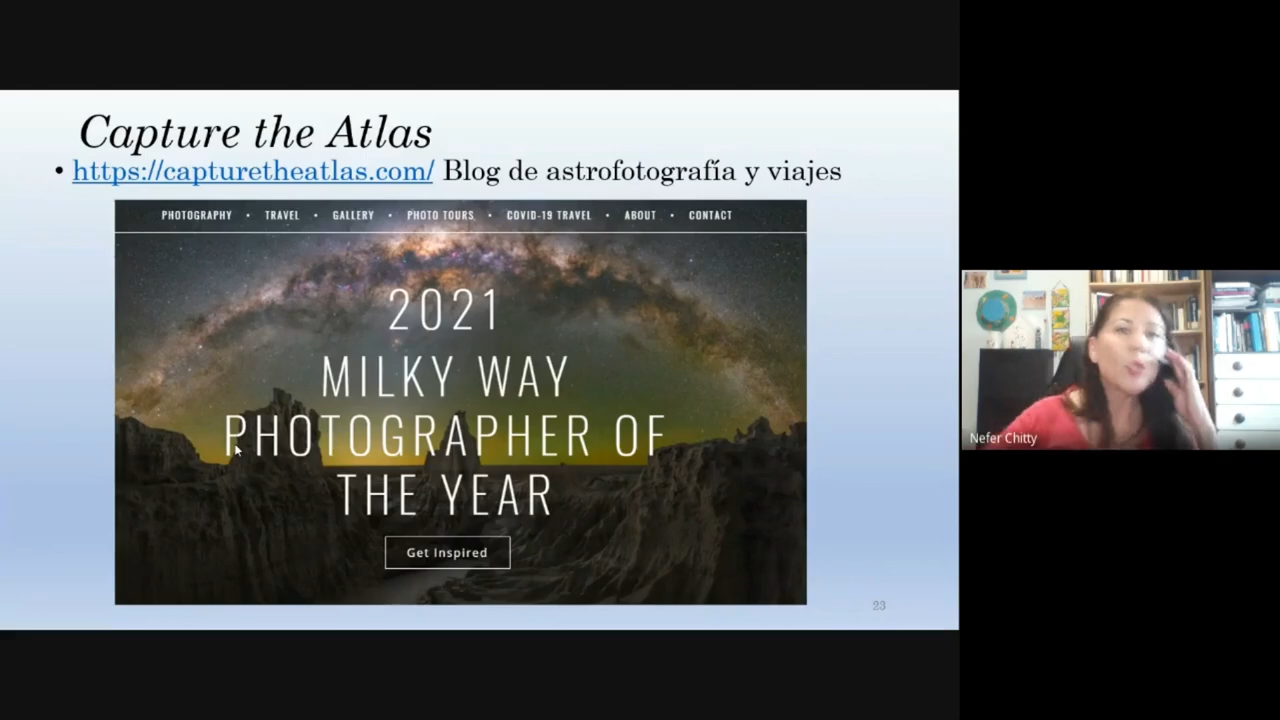 Capture the Atlas
• https://capturetheatlas.com/ Blog de astrofotografía y viajes
PHOTOGRAPHY • TRAVEL • GALLERY • PHOTO TOURS • COVID-19 TRAVEL • ABOUT • CONTACT
2021
MILKY WAY
PHOTOGRAPHER OF
THE YEAR
Get Inspired
23
Nefer Chitty